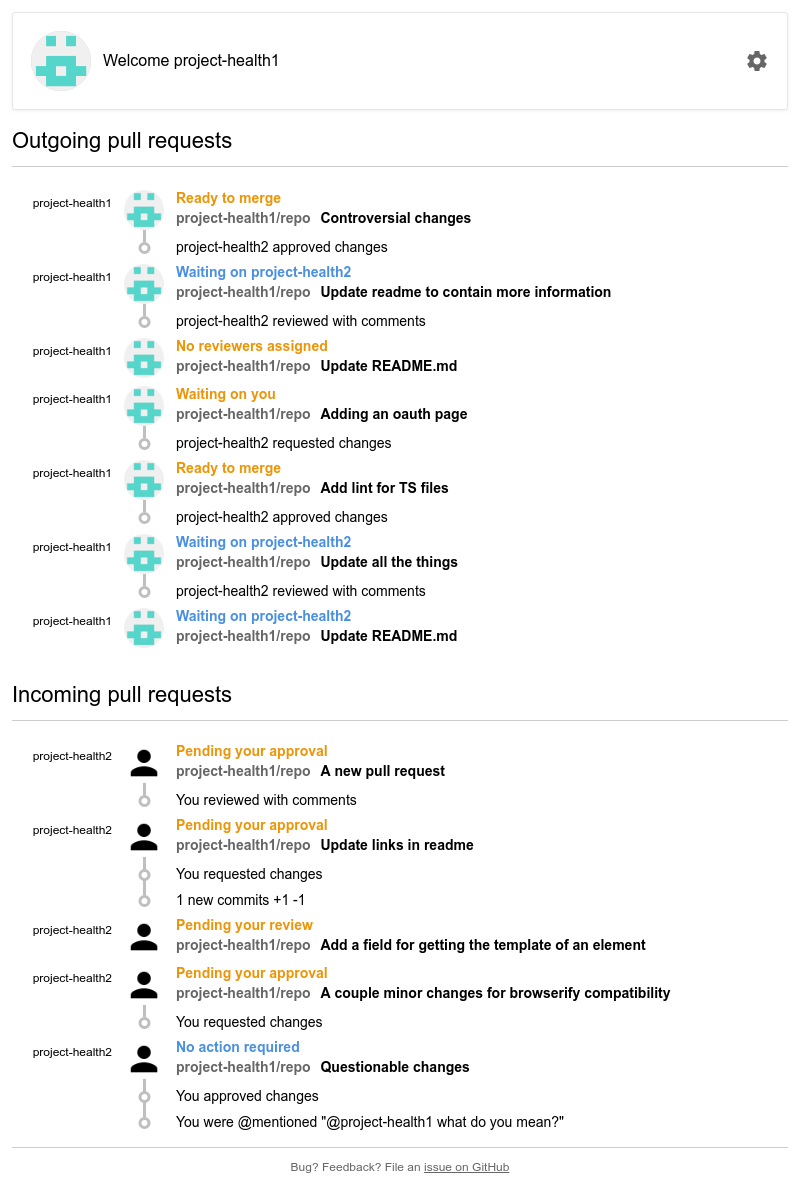 Welcome project-health1
Outgoing pull requests
project-health1
Ready to merge
project-health1/repo Controversial changes
project-health2 approved changes
project-health1
Waiting on project-health2
project-health1/repo Update readme to contain more information
project-health2 reviewed with comments
project-health1
No reviewers assigned
project-health1/repo Update README.md
project-health1
Waiting on you
project-health1/repo Adding an oauth page
project-health2 requested changes
project-health1
Ready to merge
project-health1/repo Add lint for TS files
project-health2 approved changes
project-health1
Waiting on project-health2
project-health1/repo Update all the things
project-health2 reviewed with comments
project-health1
Waiting on project-health2
project-health1/repo Update README.md
Incoming pull requests
project-health2
Pending your approval
project-health1/repo A new pull request
You reviewed with comments
project-health2
Pending your approval
project-health1/repo Update links in readme
You requested changes
1 new commits +1 -1
project-health2
Pending your review
project-health1/repo Add a field for getting the template of an element
project-health2
Pending your approval
project-health1/repo A couple minor changes for browserify compatibility
You requested changes
project-health2
No action required
project-health1/repo Questionable changes
You approved changes
You were @mentioned "@project-health1 what do you mean?"
Bug? Feedback? File an issue on GitHub